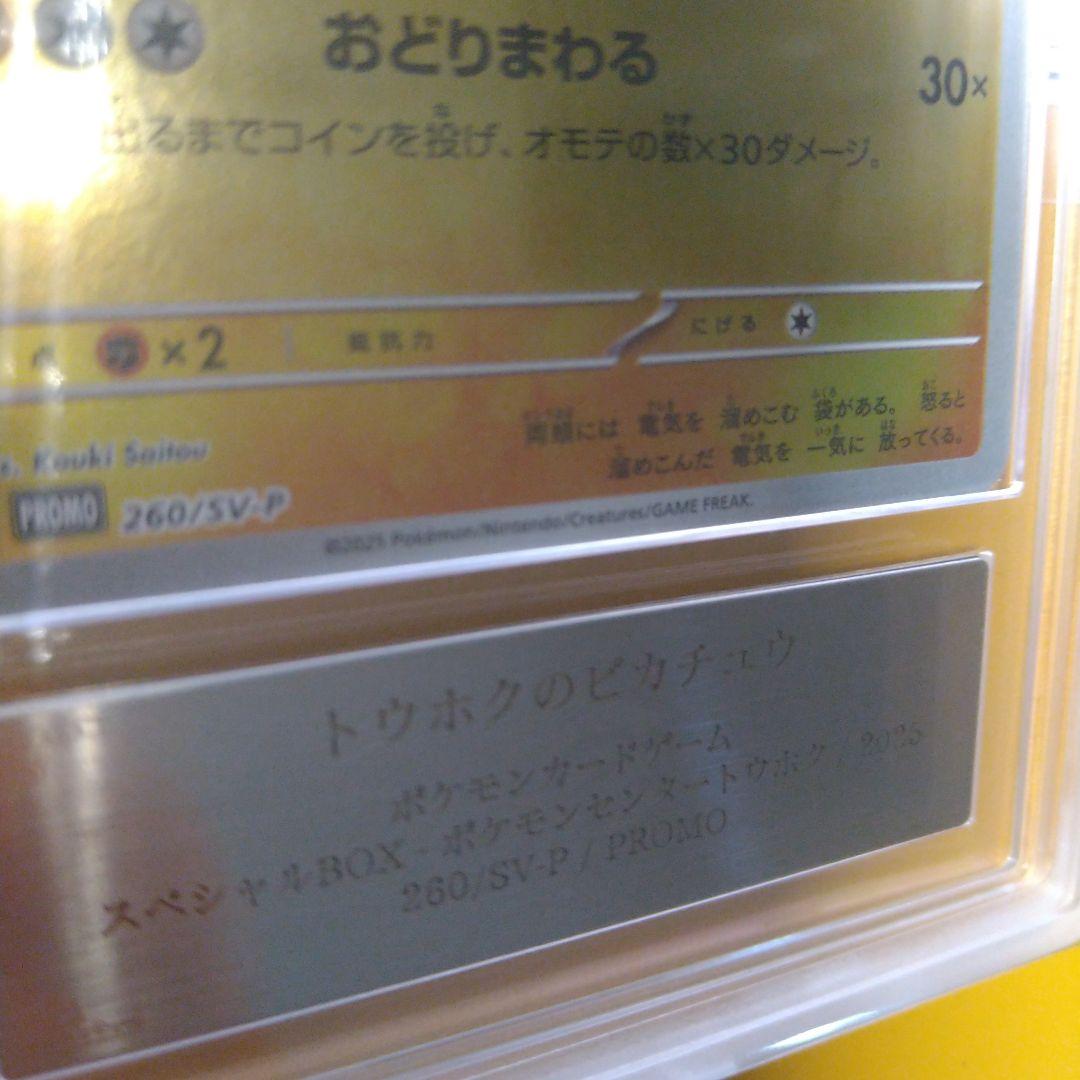 おどりまわる 30×
出るまでコインを投げ、オモテの数×30ダメージ。
×2 抵抗力 にげる
両頬には 電気を 溜めこむ 袋がある。 怒ると
溜めこんだ 電気を 一気に 放ってくる。
Kouki Saitou
PROMO 260/SV-P
©2025 Pokémon/Nintendo/Creatures/GAME FREAK.
トウホクのピカチュウ
ポケモンカードゲーム
スペシャルBOX ポケモンセンタートウホク / 2025
260/SV-P / PROMO